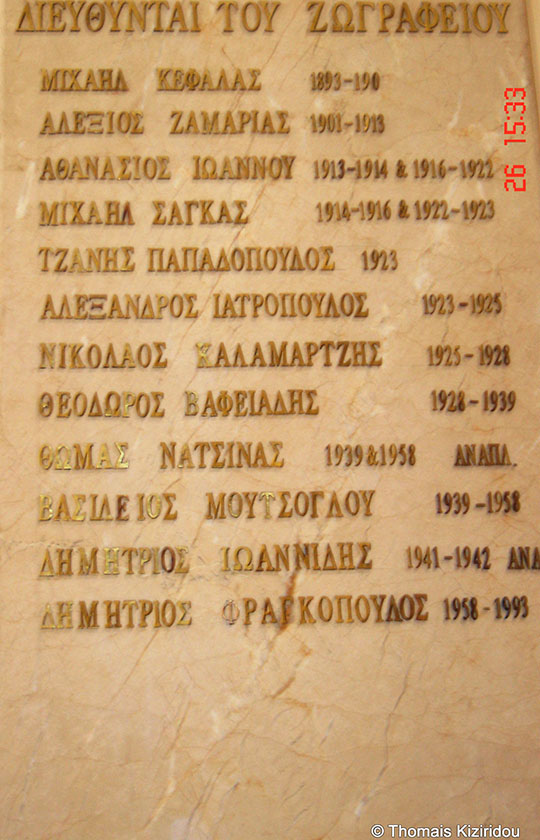 ΔΙΕΥΘΥΝΤΑΙ ΤΟΥ ΖΩΓΡΑΦΕΙΟΥ
ΜΙΧΑΗΛ ΚΕΦΑΛΑΣ 1893-190
ΑΛΕΞΙΟΣ ΖΑΜΑΡΙΑΣ 1901-1913
ΑΘΑΝΑΣΙΟΣ ΙΩΑΝΝΟΥ 1913-1914 & 1916-1922
ΜΙΧΑΗΛ ΣΑΓΚΑΣ 1914-1916 & 1922-1923
ΤΖΑΝΗΣ ΠΑΠΑΔΟΠΟΥΛΟΣ 1923
ΑΛΕΞΑΝΔΡΟΣ ΙΑΤΡΟΠΟΥΛΟΣ 1923-1925
ΝΙΚΟΛΑΟΣ ΚΑΛΑΜΑΡΤΖΗΣ 1925-1928
ΘΕΟΔΩΡΟΣ ΒΑΦΕΙΑΔΗΣ 1928-1939
ΘΩΜΑΣ ΝΑΤΣΙΝΑΣ 1939&1958 ΑΝΑΠΛ.
ΒΑΣΙΛΕΙΟΣ ΜΟΥΤΣΟΓΛΟΥ 1939-1958
ΔΗΜΗΤΡΙΟΣ ΙΩΑΝΝΙΔΗΣ 1941-1942 ΑΝΑ
ΔΗΜΗΤΡΙΟΣ ΦΡΑΓΚΟΠΟΥΛΟΣ 1958-1993
26 15:33
© Thomais Kiziridou